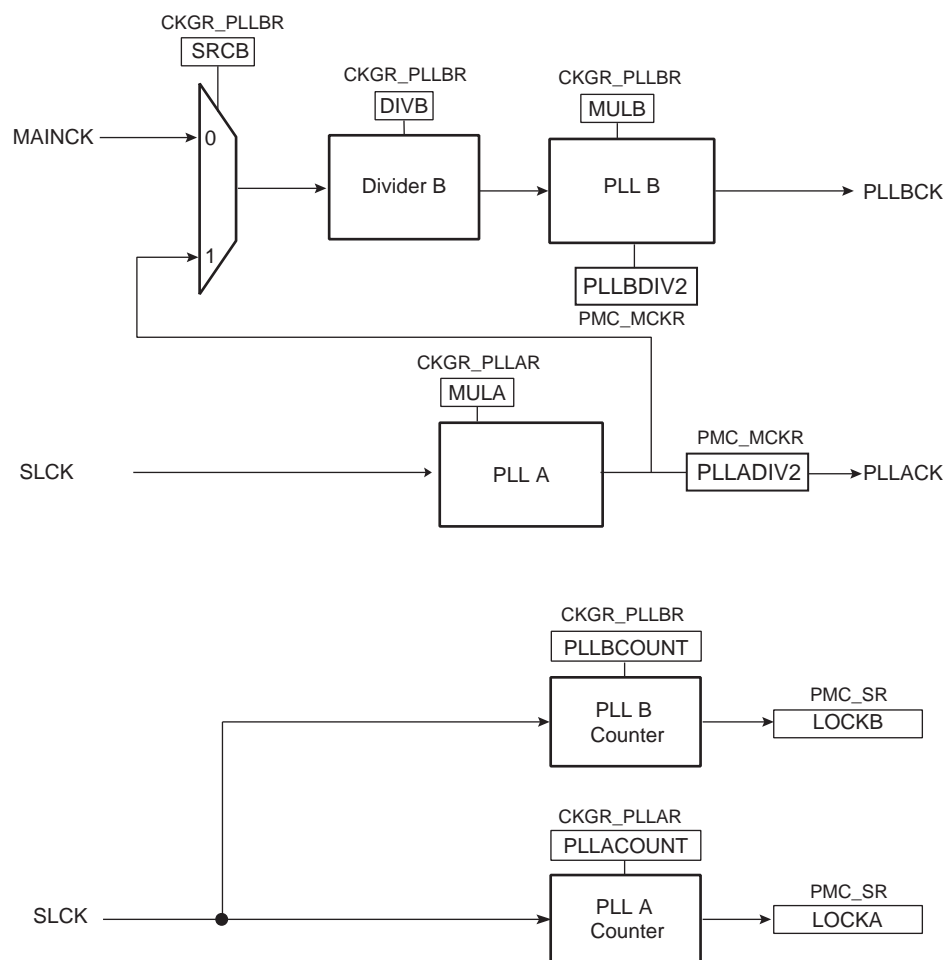 CKGR_PLLBR
SRCB
CKGR_PLLBR
DIVB
CKGR_PLLBR
MULB
MAINCK
0
Divider B
PLL B
PLLBCK
1
PLLBDIV2
PMC_MCKR
CKGR_PLLAR
MULA
PMC_MCKR
SLCK
PLL A
PLLADIV2
PLLACK
CKGR_PLLBR
PLLBCOUNT
PLL B
Counter
PMC_SR
LOCKB
CKGR_PLLAR
PLLACOUNT
SLCK
PLL A
Counter
PMC_SR
LOCKA